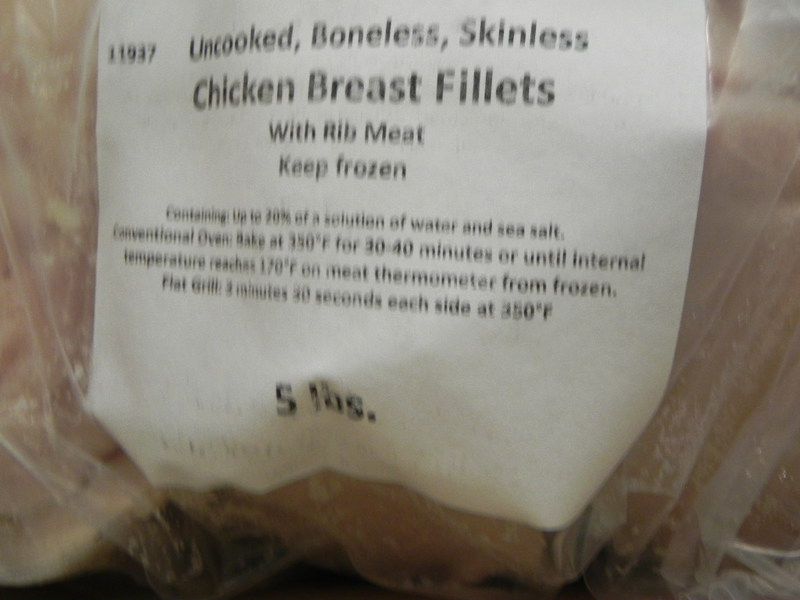 11937 Uncooked, Boneless, Skinless
Chicken Breast Fillets
With Rib Meat
Keep frozen
Containing: Up to 20% of a solution of water and sea salt.
Conventional Oven: Bake at 350°F for 30-40 minutes or until internal
temperature reaches 170°F on meat thermometer from frozen.
Flat Grill: 3 minutes 30 seconds each side at 350°F
5 lbs.